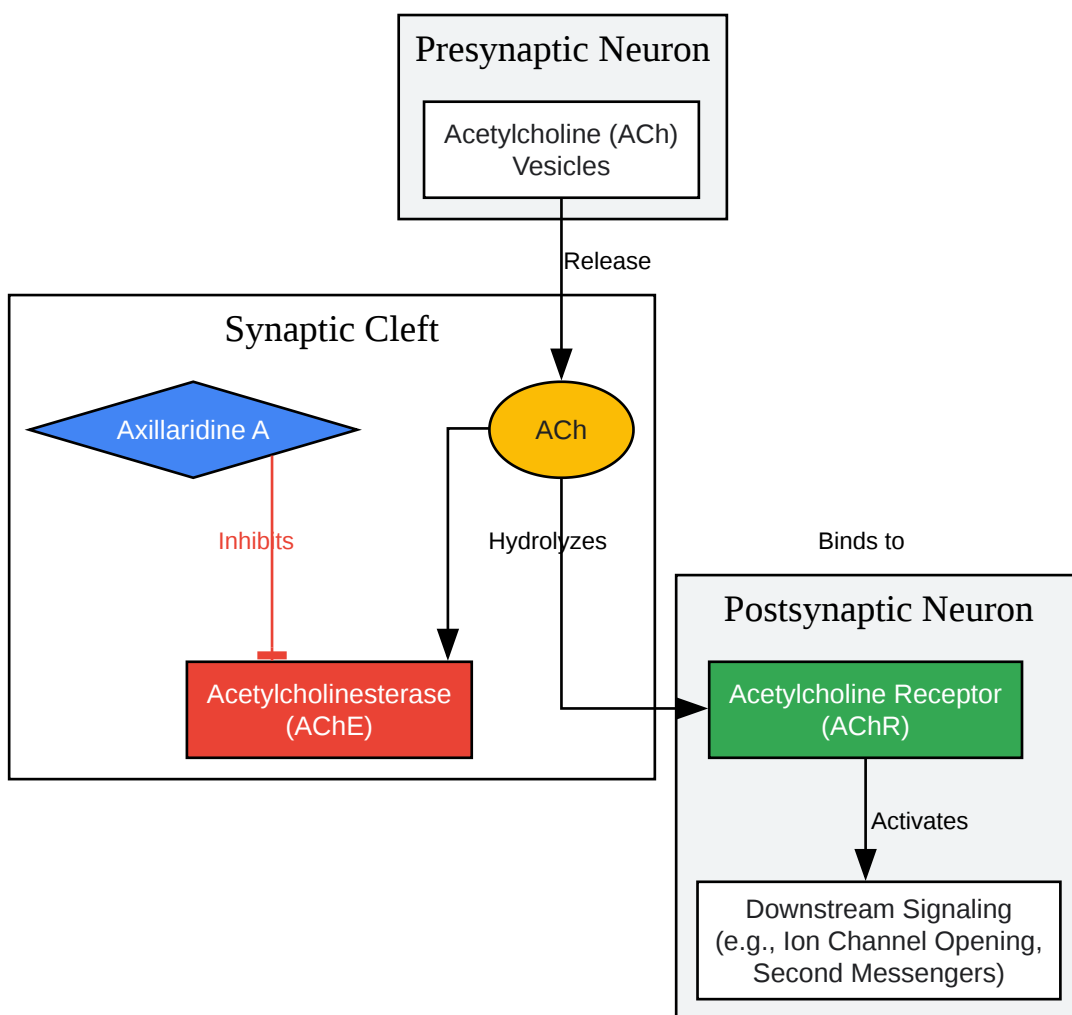 Presynaptic Neuron
Acetylcholine (ACh)
Vesicles
Release
Synaptic Cleft
Axillaridine A
ACh
Inhibits
Hydrolyzes
Binds to
Postsynaptic Neuron
Acetylcholinesterase
(AChE)
Acetylcholine Receptor
(AChR)
Activates
Downstream Signaling
(e.g., Ion Channel Opening,
Second Messengers)